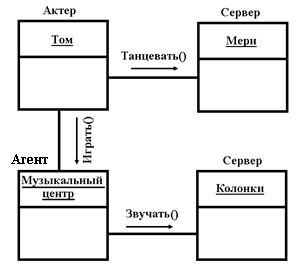 Актер
Сервер
Том
Мери
Танцевать()
Играть()
Агент
Сервер
Музыкальный
центр
Колонки
Звучать()